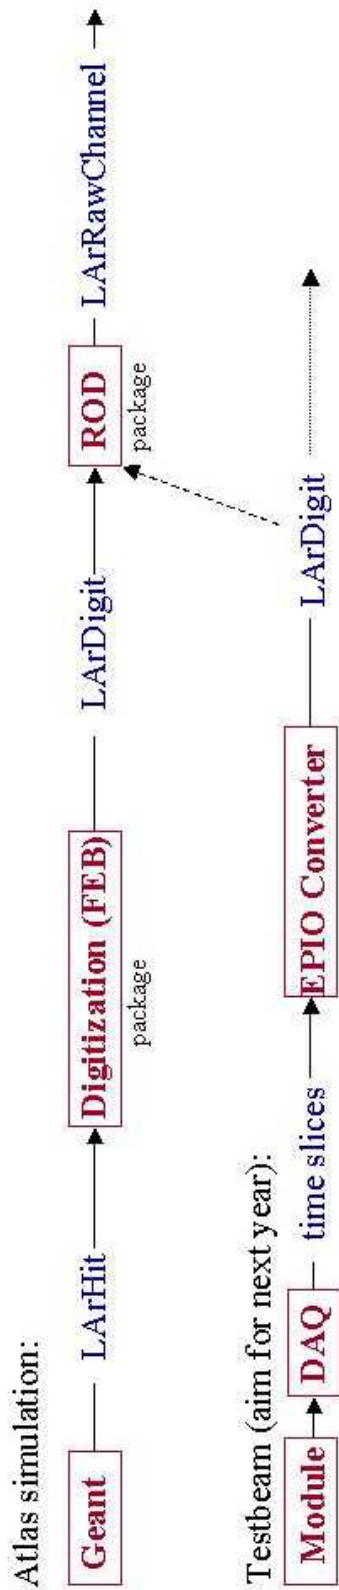 Atlas simulation:
Geant LArHit Digitization (FEB) LArDigit ROD LArRawChannel
package package
Testbeam (aim for next year):
Module DAQ time slices EPIO Converter LArDigit